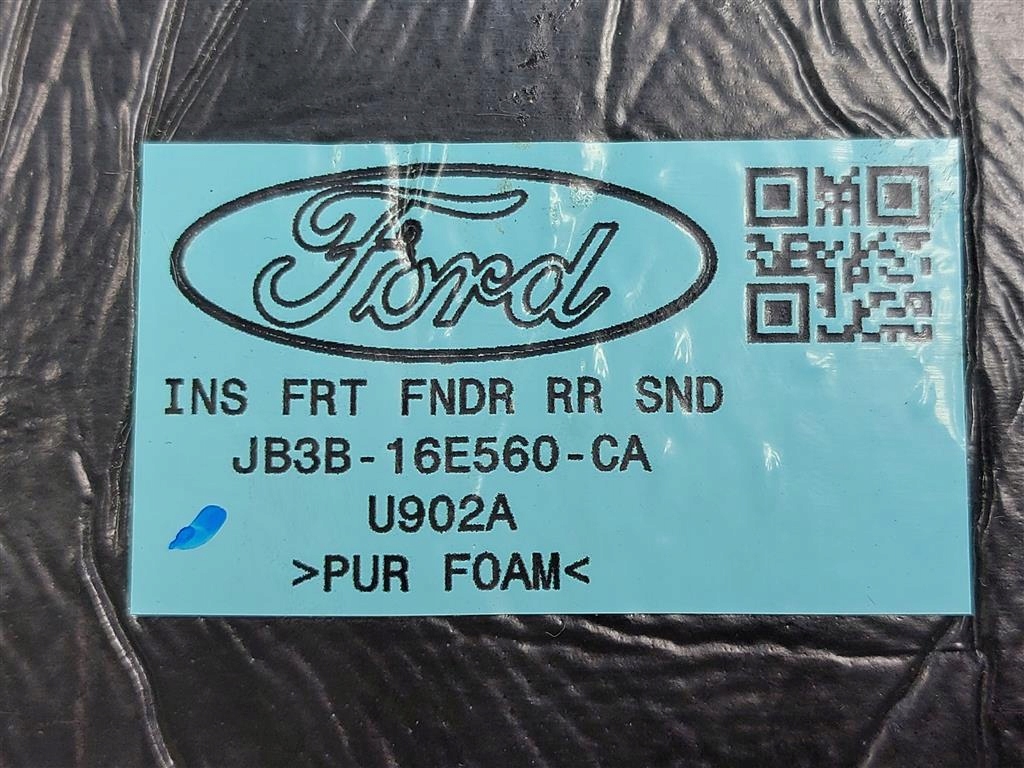 Ford
INS FRT FNDR RR SND
JB3B-16E560-CA
U902A
>PUR FOAM<